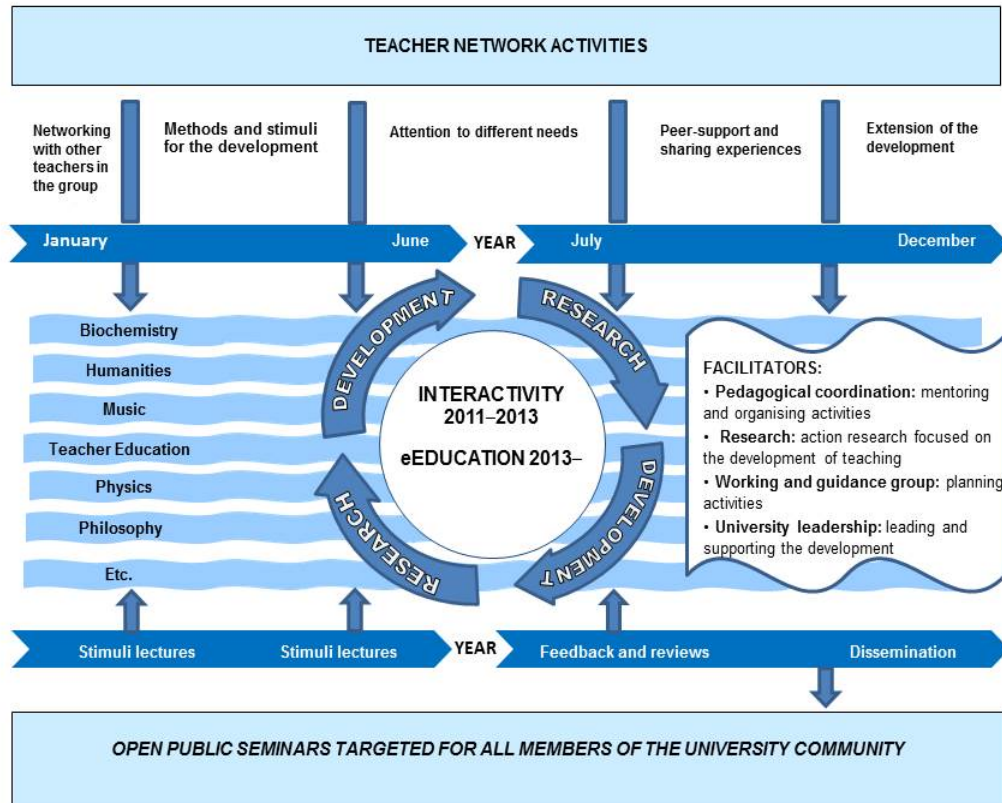 TEACHER NETWORK ACTIVITIES
Networking
with other
teachers in
the group
Methods and stimuli
for the development
Attention to different needs
Peer-support and
sharing experiences
Extension of the
development
January
June
YEAR
July
December
Biochemistry
Humanities
Music
Teacher Education
Physics
Philosophy
Etc.
DEVELOPMENT
RESEARCH
DEVELOPMENT
RESEARCH
INTERACTIVITY
2011–2013
eEDUCATION 2013–
FACILITATORS:
• Pedagogical coordination: mentoring
and organising activities
• Research: action research focused on
the development of teaching
• Working and guidance group: planning
activities
• University leadership: leading and
supporting the development
Stimuli lectures
Stimuli lectures
YEAR
Feedback and reviews
Dissemination
OPEN PUBLIC SEMINARS TARGETED FOR ALL MEMBERS OF THE UNIVERSITY COMMUNITY